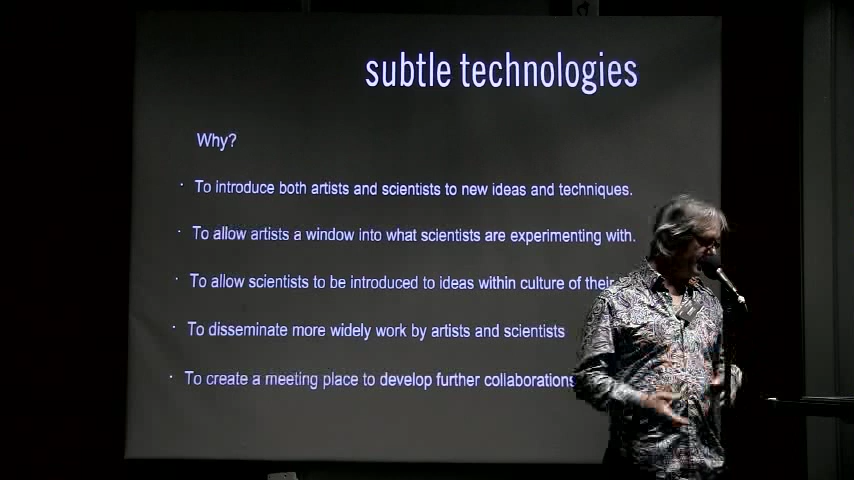 subtle technologies
Why?
· To introduce both artists and scientists to new ideas and techniques.
· To allow artists a window into what scientists are experimenting with.
· To allow scientists to be introduced to ideas within culture of their
· To disseminate more widely work by artists and scientists
· To create a meeting place to develop further collaborations